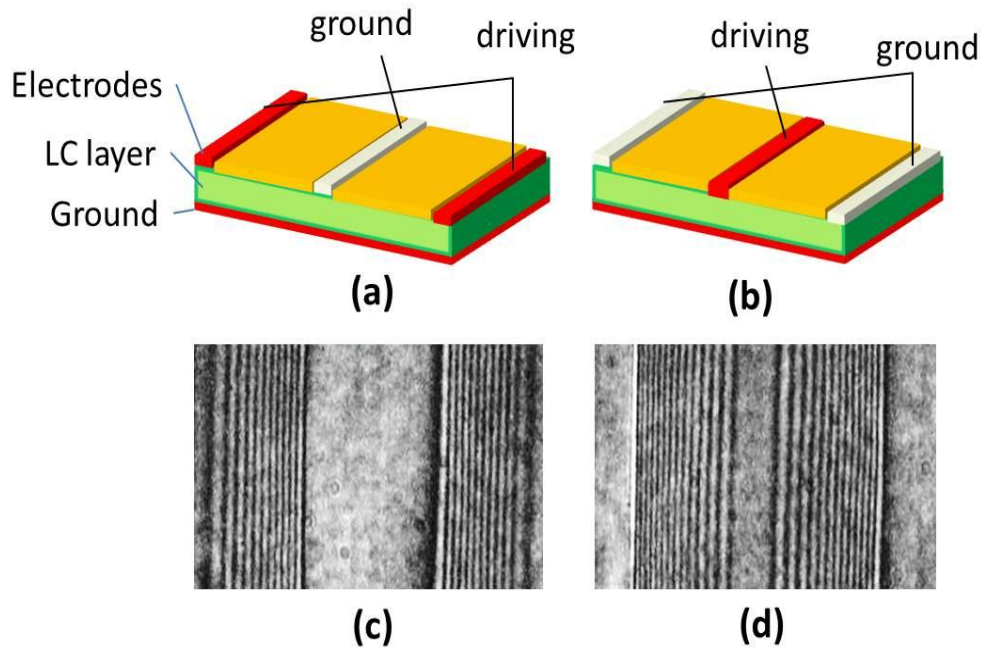 ground
driving
Electrodes
LC layer
Ground
(a)
driving
ground
(b)
(c)
(d)